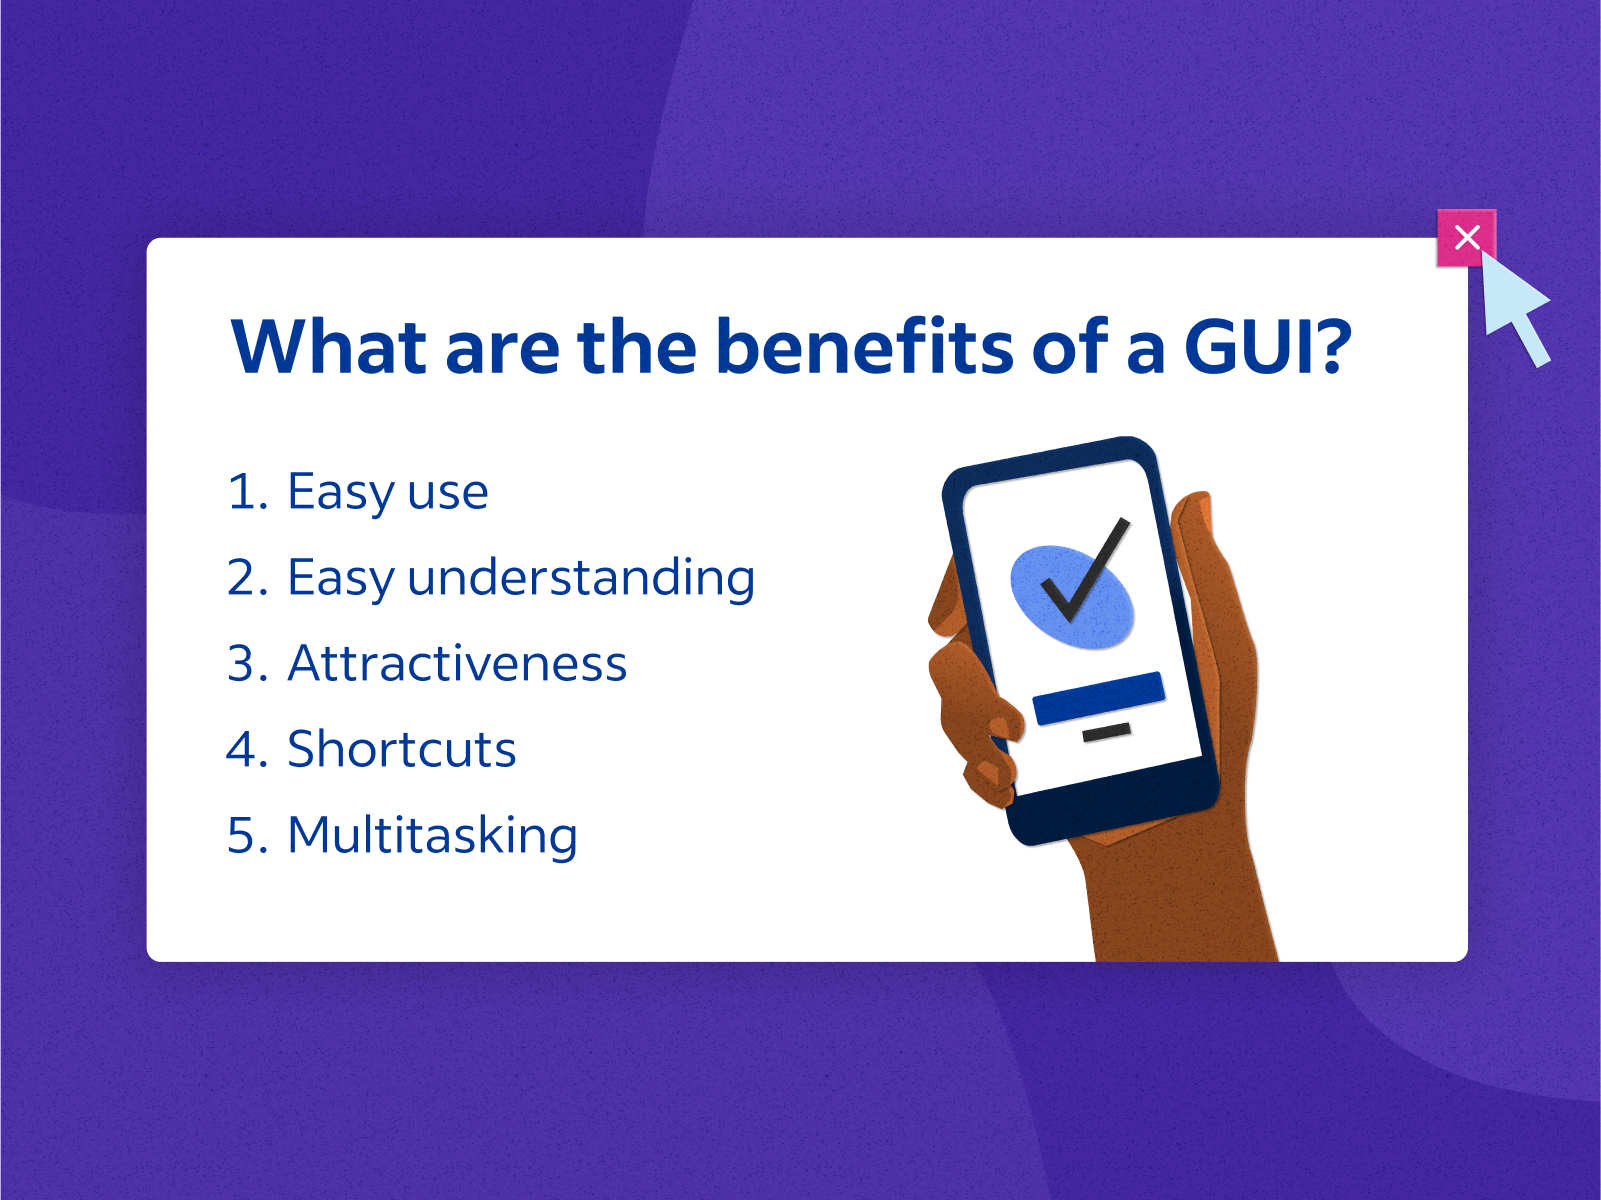 What are the benefits of a GUI?
1. Easy use
2. Easy understanding
3. Attractiveness
4. Shortcuts
5. Multitasking